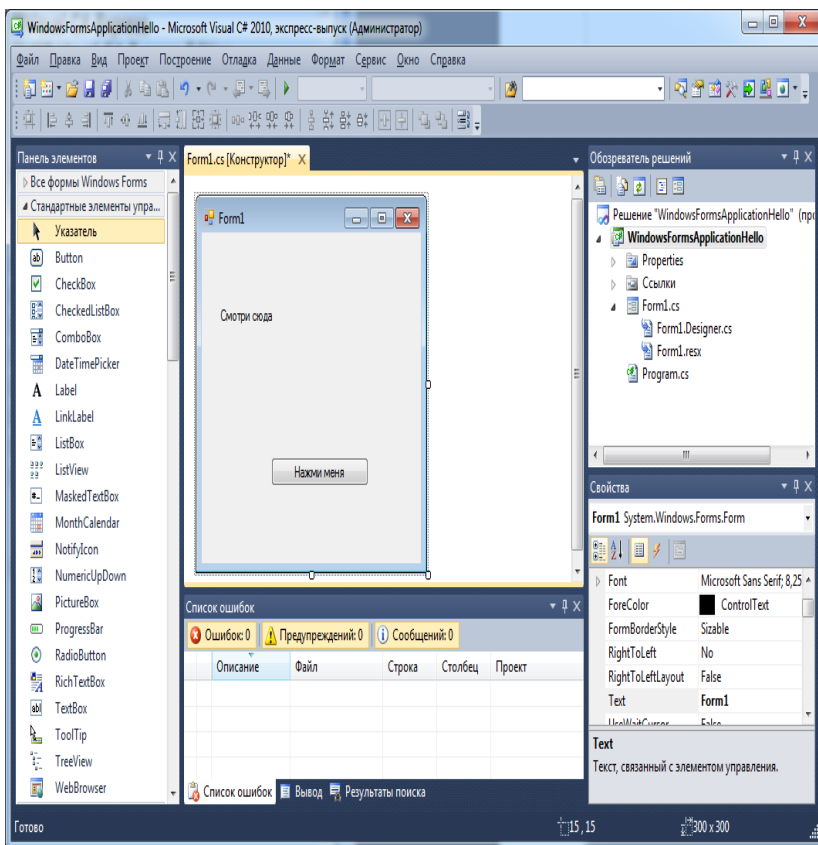 WindowsFormsApplicationHello - Microsoft Visual C# 2010, экспресс-выпуск (Администратор)
Файл Правка Вид Проект Построение Отладка Данные Формат Сервис Окно Справка
Панель элементов
Все формы Windows Forms
Стандартные элементы упра...
Указатель
Button
CheckBox
CheckedListBox
ComboBox
DateTimePicker
Label
LinkLabel
ListBox
ListView
MaskedTextBox
MonthCalendar
NotifyIcon
NumericUpDown
PictureBox
ProgressBar
RadioButton
RichTextBox
TextBox
ToolTip
TreeView
WebBrowser
Form1.cs [Конструктор]*
Form1
Смотри сюда
Нажми меня
Список ошибок
Ошибок: 0 Предупреждений: 0 Сообщений: 0
Описание Файл Строка Столбец Проект
Список ошибок Вывод Результаты поиска
Обозреватель решений
Решение "WindowsFormsApplicationHello" (про
WindowsFormsApplicationHello
Properties
Ссылки
Form1.cs
Form1.Designer.cs
Form1.resx
Program.cs
Свойства
Form1 System.Windows.Forms.Form
Font Microsoft Sans Serif; 8,25
ForeColor ControlText
FormBorderStyle Sizable
RightToLeft No
RightToLeftLayout False
Text Form1
UseWaitCursor False
Text
Текст, связанный с элементом управления.
Готово 15 , 15 300 x 300